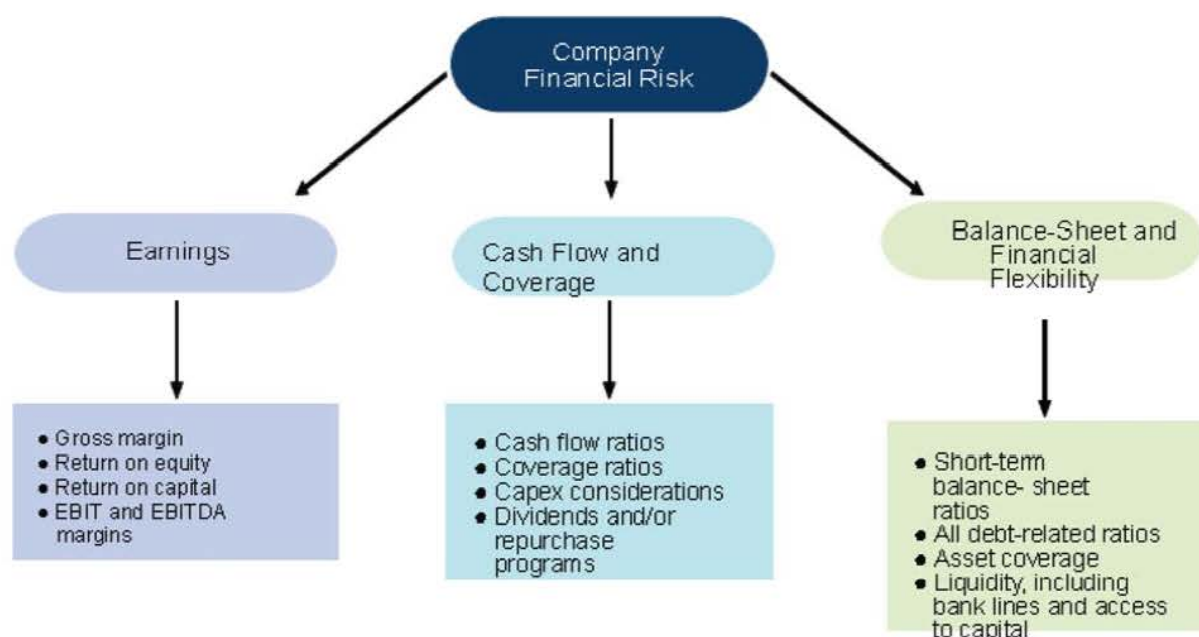 Company
Financial Risk
Earnings
Cash Flow and
Coverage
Balance-Sheet and
Financial
Flexibility
● Gross margin
● Return on equity
● Return on capital
● EBIT and EBITDA
margins
● Cash flow ratios
● Coverage ratios
● Capex considerations
● Dividends and/or
repurchase
programs
● Short-term
balance- sheet
ratios
● All debt-related ratios
● Asset coverage
● Liquidity, including
bank lines and access
to capital